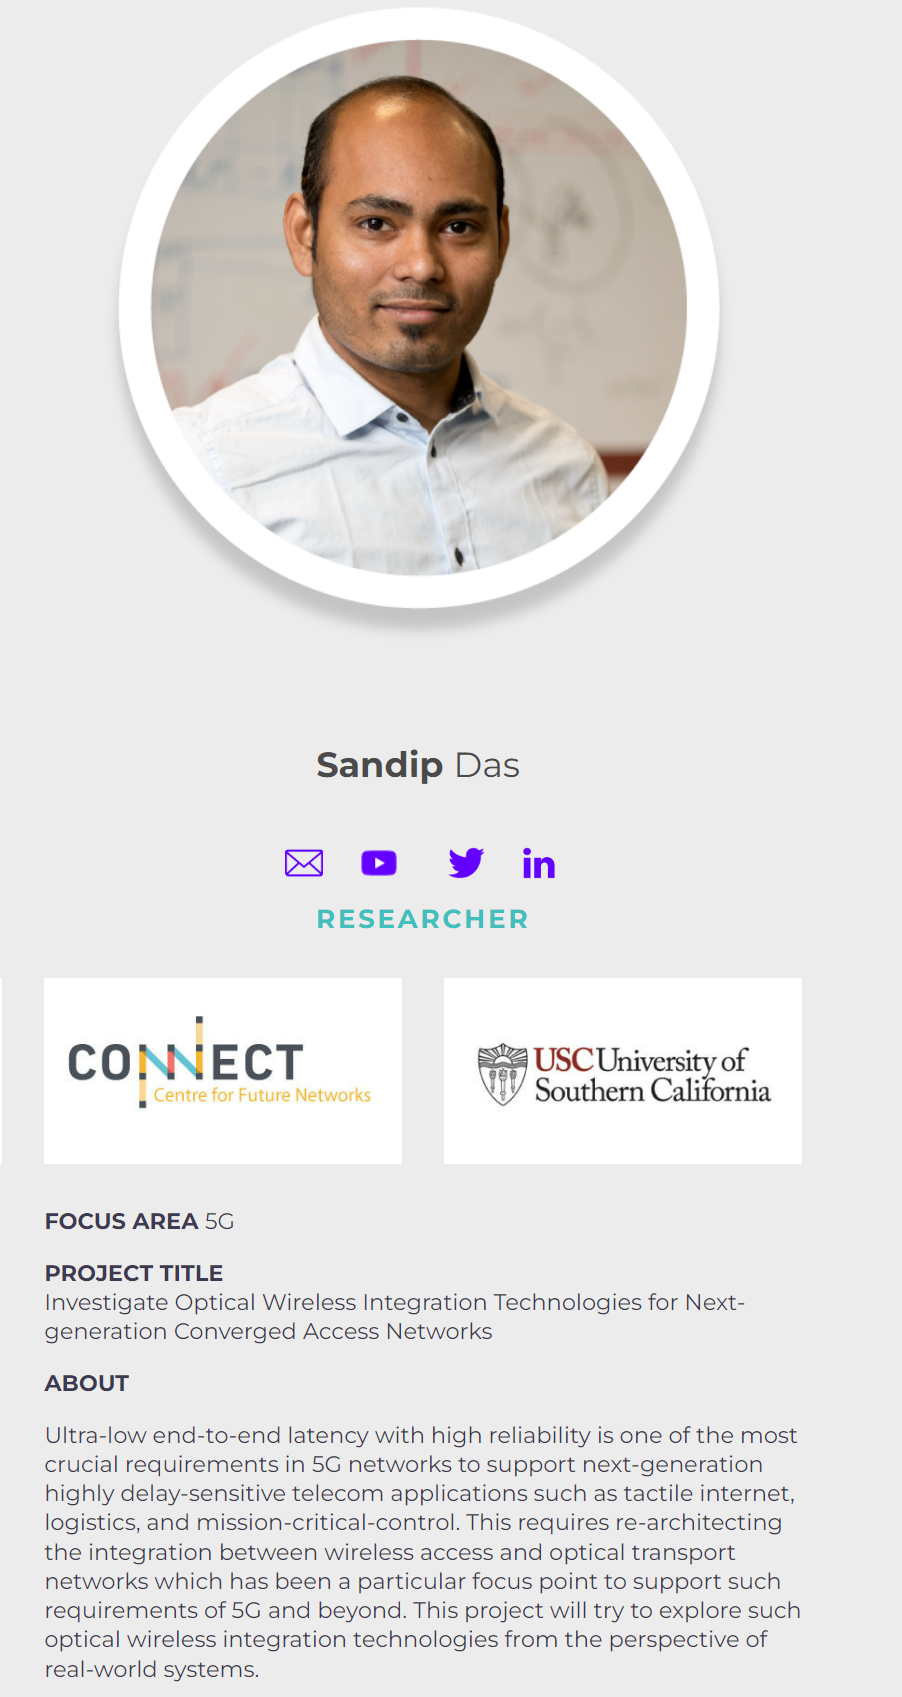 Sandip Das
RESEARCHER
CONNECT
Centre for Future Networks
USC University of
Southern California
FOCUS AREA 5G
PROJECT TITLE
Investigate Optical Wireless Integration Technologies for Next-
generation Converged Access Networks
ABOUT
Ultra-low end-to-end latency with high reliability is one of the most
crucial requirements in 5G networks to support next-generation
highly delay-sensitive telecom applications such as tactile internet,
logistics, and mission-critical-control. This requires re-architecting
the integration between wireless access and optical transport
networks which has been a particular focus point to support such
requirements of 5G and beyond. This project will try to explore such
optical wireless integration technologies from the perspective of
real-world systems.